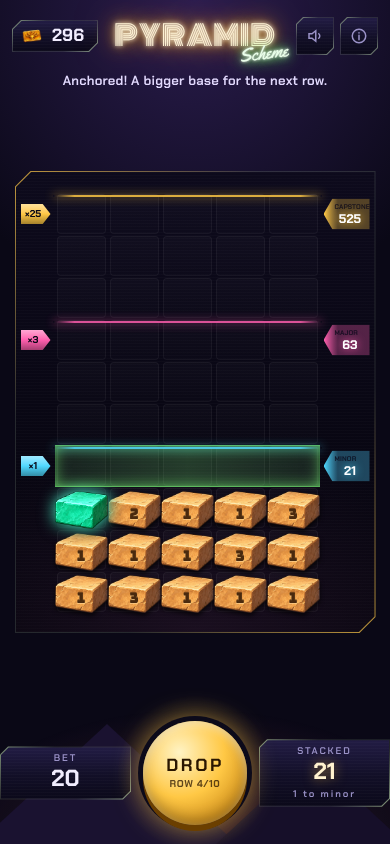 296
PYRAMID
Scheme
Anchored! A bigger base for the next row.
×25
CAPSTONE
525
×3
MAJOR
63
×1
MINOR
21
2 1 1 3
1 1 1 3 1
1 3 1 1 1
BET
20
DROP
ROW 4/10
STACKED
21
1 to minor